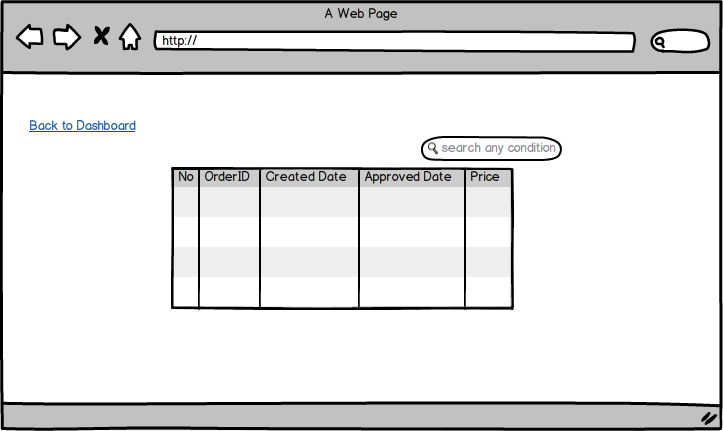 A Web Page
http://
Back to Dashboard
search any condition
No OrderID Created Date Approved Date Price